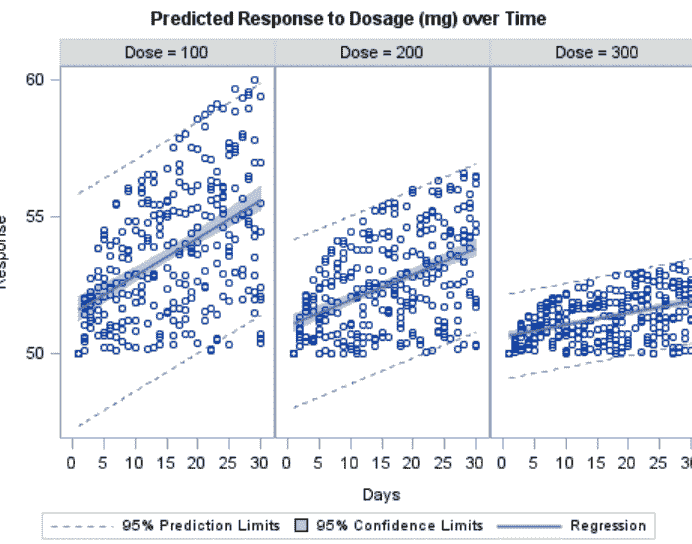 Predicted Response to Dosage (mg) over Time
Dose = 100 Dose = 200 Dose = 300
60
55
50
0 5 10 15 20 25 30 0 5 10 15 20 25 30 0 5 10 15 20 25
Days
95% Prediction Limits 95% Confidence Limits Regression